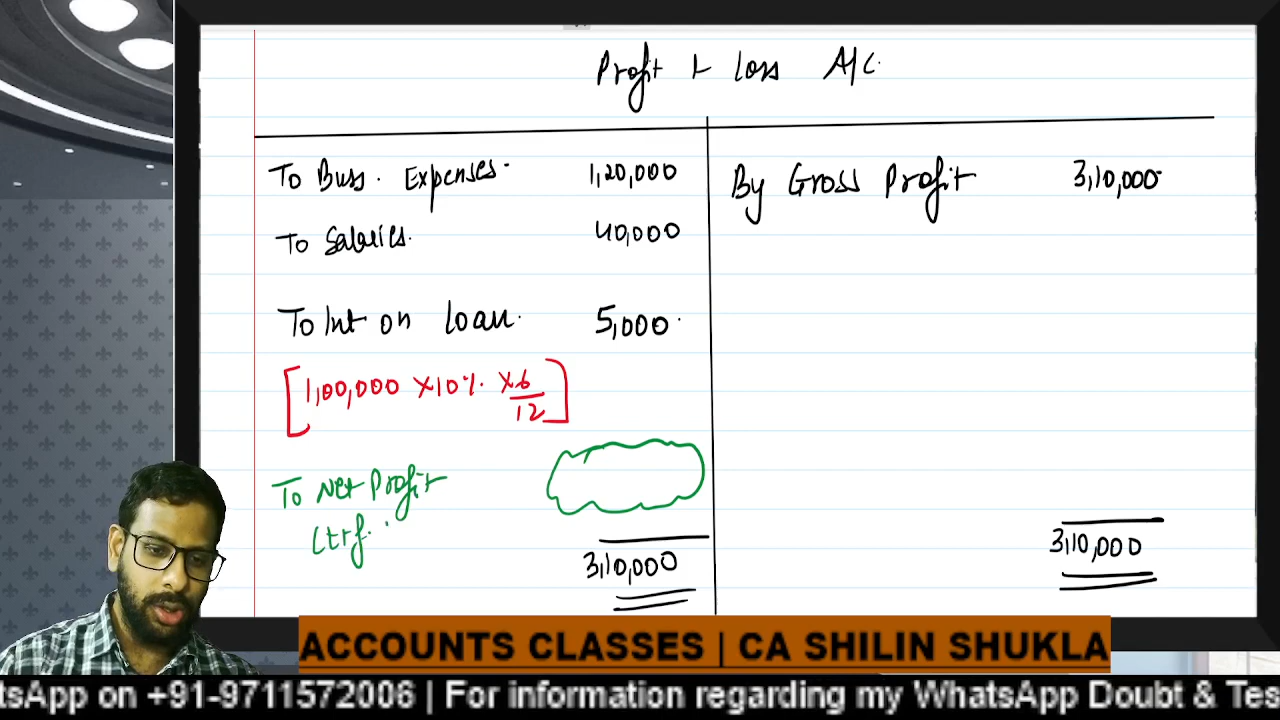 Profit & Loss A/C
To Buss. Expenses. 1,20,000
By Gross Profit 3,10,000
To Salaries. 40,000
To Int on Loan. 5,000
[1,00,000 × 10% × 6/12]
To Net Profit
(trf.
3,10,000
3,10,000
ACCOUNTS CLASSES | CA SHILIN SHUKLA
tsApp on +91-9711572006 | For information regarding my WhatsApp Doubt & Tes